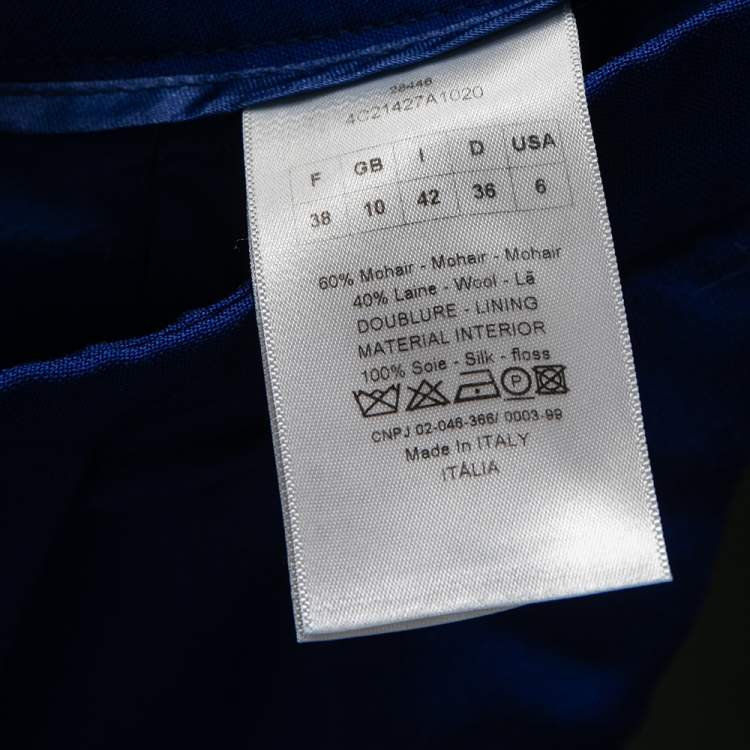 28446
4C21427A1020
F GB I D USA
38 10 42 36 6
60% Mohair - Mohair - Mohair
40% Laine - Wool - Lã
DOUBLURE - LINING
MATERIAL INTERIOR
100% Soie - Silk - floss
P
CNPJ 02-046-366/ 0003-99
Made In ITALY
ITÁLIA